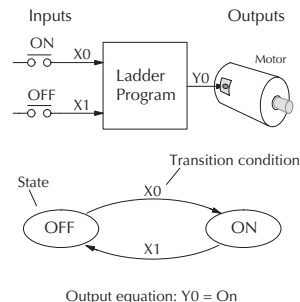 Inputs
Outputs
ON
X0
OFF
X1
Ladder
Program
Y0
Motor
Transition condition
State
X0
OFF
ON
X1
Output equation: Y0 = On